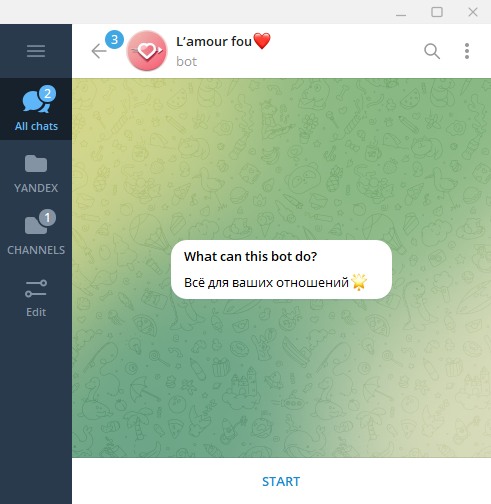 3
L’amour fou❤️
bot
2
All chats
YANDEX
1
CHANNELS
Edit
What can this bot do?
Всё для ваших отношений🌟
START